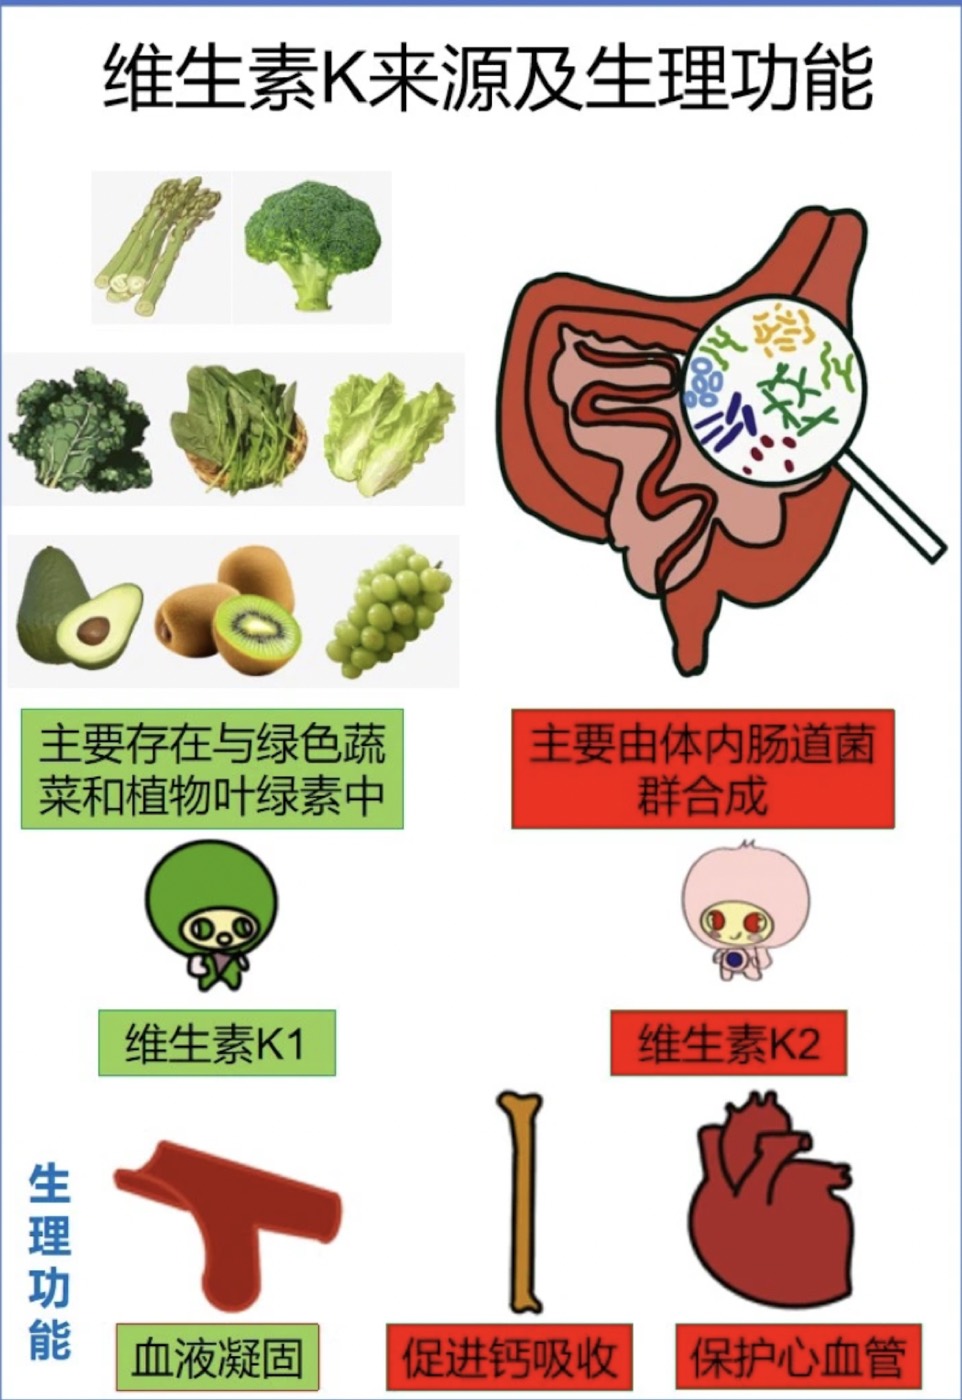 维生素K来源及生理功能
主要存在与绿色蔬
菜和植物叶绿素中
主要由体内肠道菌
群合成
维生素K1
维生素K2
生理功能
血液凝固
促进钙吸收
保护心血管